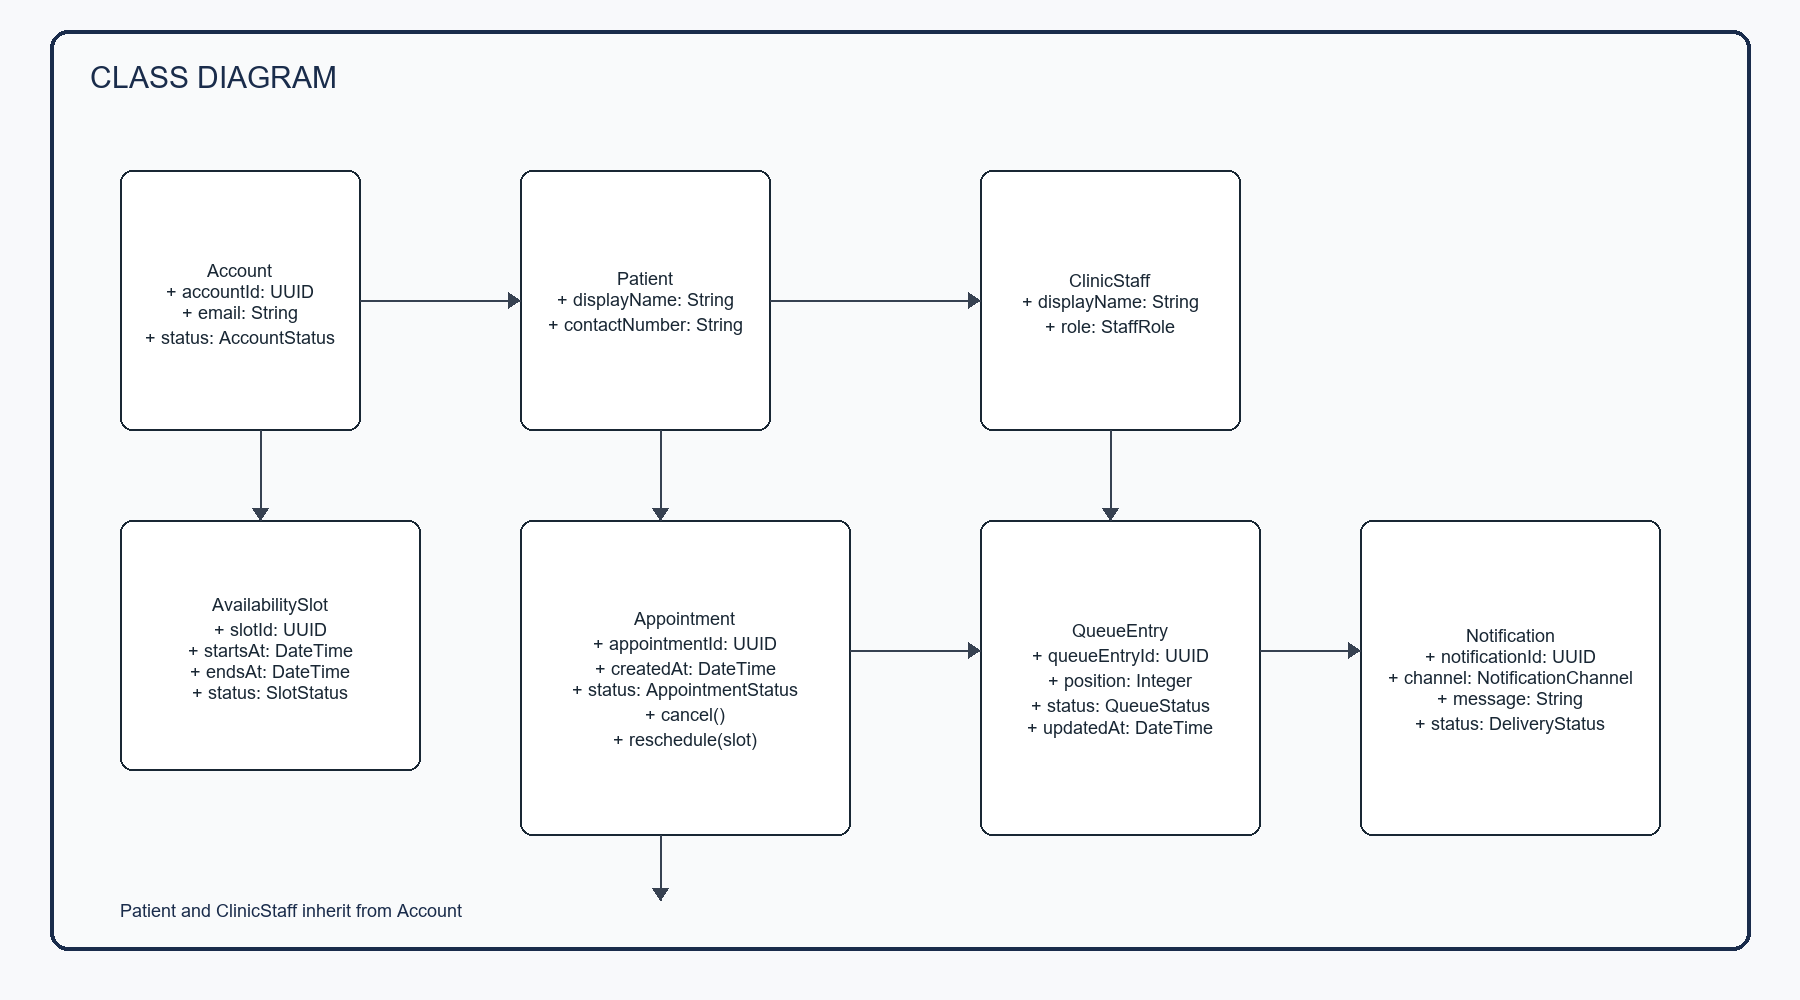 CLASS DIAGRAM
Account
+ accountId: UUID
+ email: String
+ status: AccountStatus
Patient
+ displayName: String
+ contactNumber: String
ClinicStaff
+ displayName: String
+ role: StaffRole
AvailabilitySlot
+ slotId: UUID
+ startsAt: DateTime
+ endsAt: DateTime
+ status: SlotStatus
Appointment
+ appointmentId: UUID
+ createdAt: DateTime
+ status: AppointmentStatus
+ cancel()
+ reschedule(slot)
QueueEntry
+ queueEntryId: UUID
+ position: Integer
+ status: QueueStatus
+ updatedAt: DateTime
Notification
+ notificationId: UUID
+ channel: NotificationChannel
+ message: String
+ status: DeliveryStatus
Patient and ClinicStaff inherit from Account